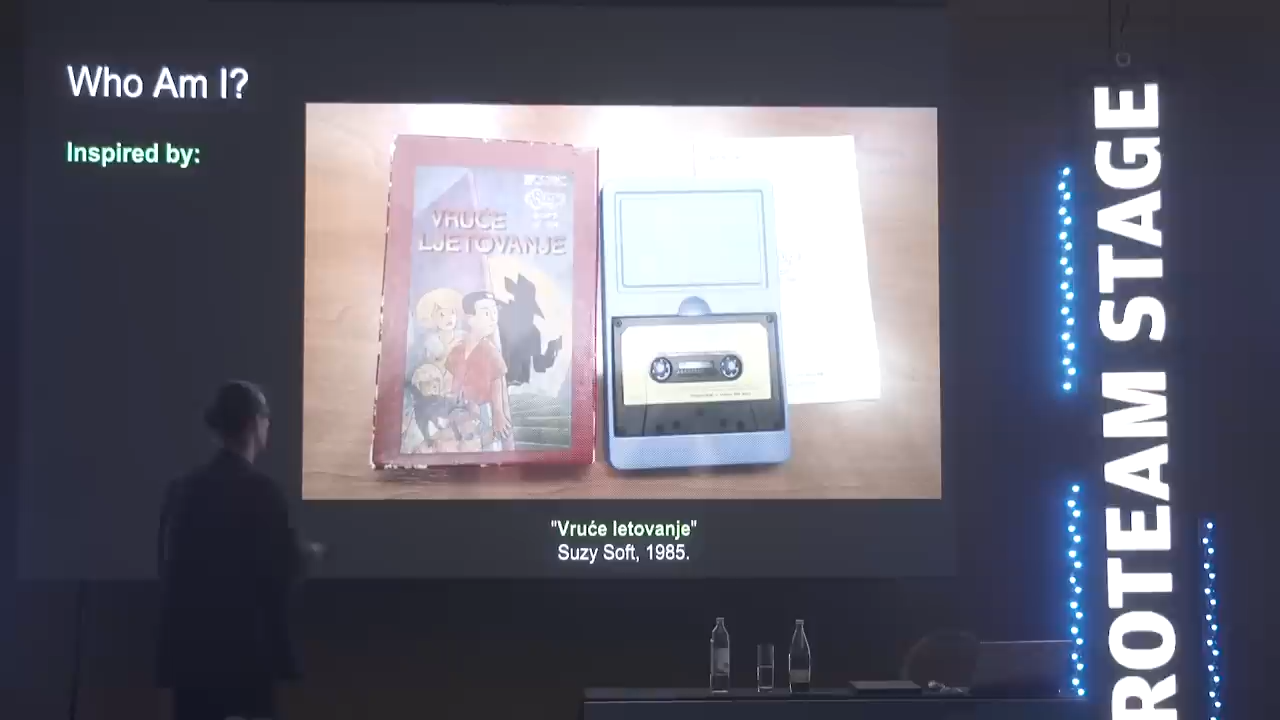 Who Am I?
Inspired by:
VRUĆE
LJETOVANJE
"Vruće letovanje"
Suzy Soft, 1985.
ROTEAM STAGE